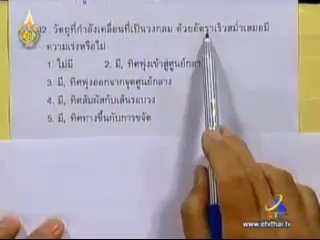 2. วัตถุที่กำลังเคลื่อนที่เป็นวงกลม ด้วยอัตราเร็วสม่ำเสมอมี
ความเร่งหรือไม่
1. ไม่มี 2. มี, ทิศพุ่งเข้าสู่ศูนย์กลาง
3. มี, ทิศพุ่งออกจากจุดศูนย์กลาง
4. มี, ทิศสัมผัสกับเส้นรอบวง
5. มี, ทิศทางขึ้นกับการขจัด
www.etvthai.tv